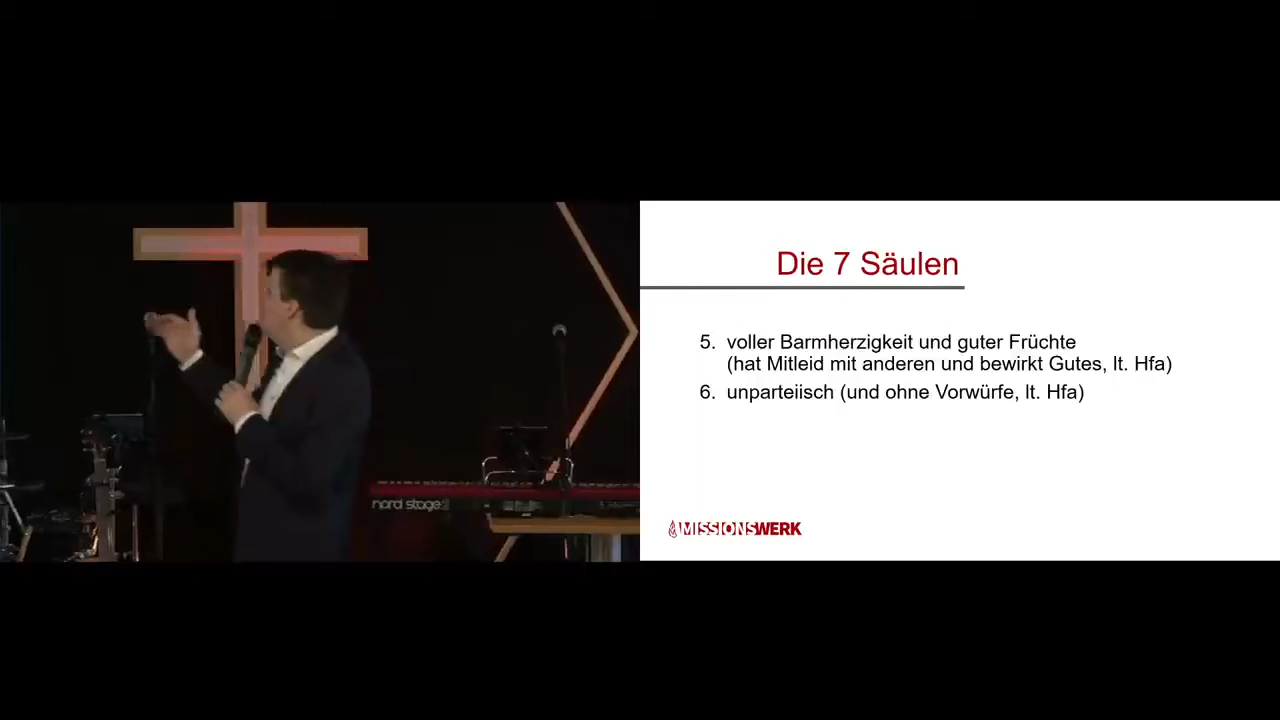 Die 7 Säulen
5. voller Barmherzigkeit und guter Früchte
(hat Mitleid mit anderen und bewirkt Gutes, lt. Hfa)
6. unparteiisch (und ohne Vorwürfe, lt. Hfa)
MISSIONSWERK
nord stage